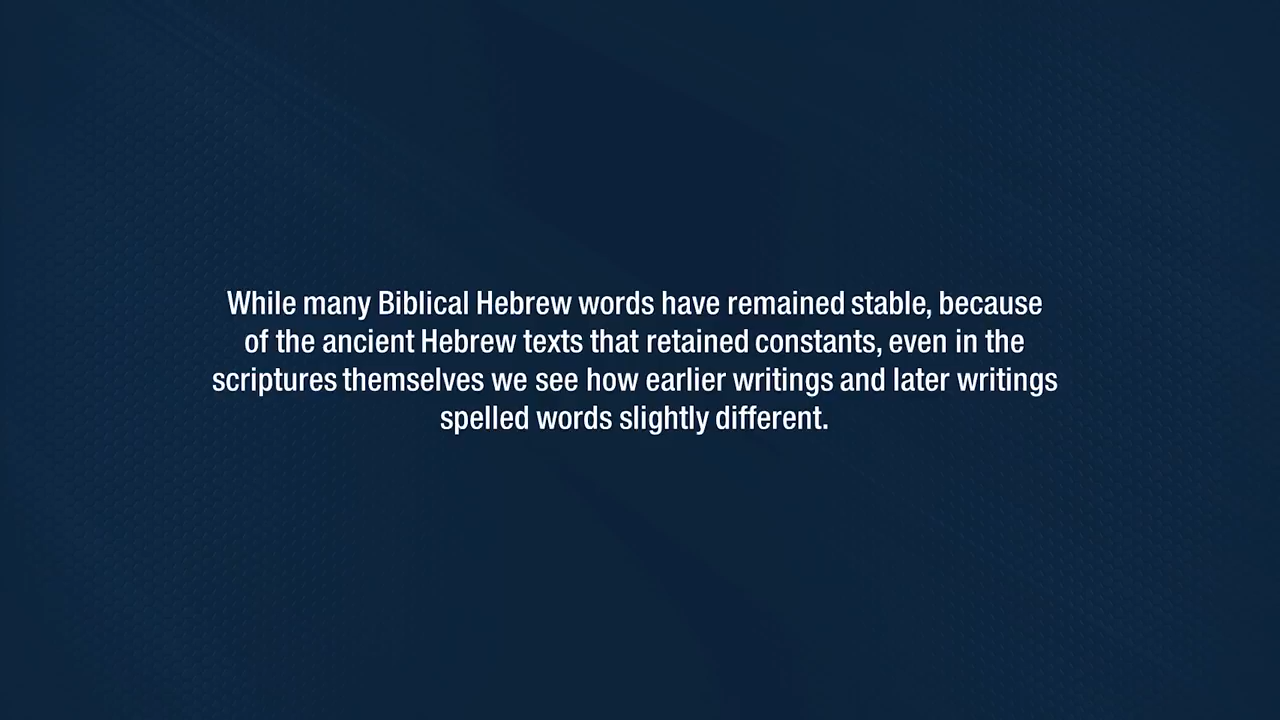 While many Biblical Hebrew words have remained stable, because
of the ancient Hebrew texts that retained constants, even in the
scriptures themselves we see how earlier writings and later writings
spelled words slightly different.